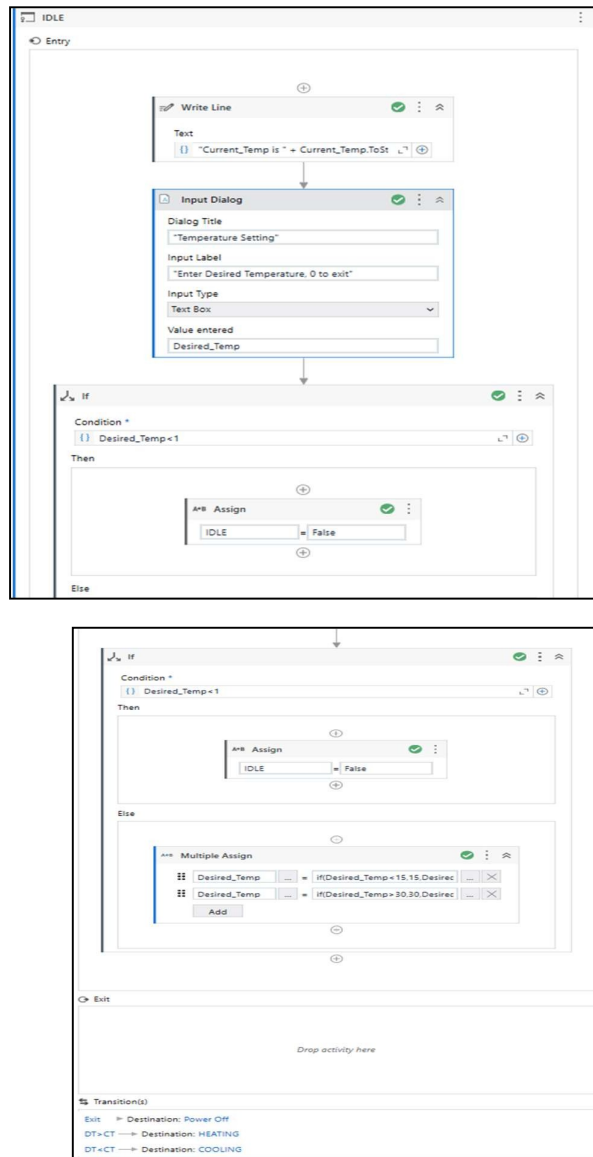 IDLE
Entry
Write Line
Text
"Current_Temp is " + Current_Temp.ToSt
Input Dialog
Dialog Title
"Temperature Setting"
Input Label
"Enter Desired Temperature, 0 to exit"
Input Type
Text Box
Value entered
Desired_Temp
If
Condition *
Desired_Temp<1
Then
A*B Assign
IDLE = False
Else
If
Condition *
Desired_Temp<1
Then
A*B Assign
IDLE = False
Else
A*B Multiple Assign
Desired_Temp ... = if(Desired_Temp<15,15,Desirec ...
Desired_Temp ... = if(Desired_Temp>30,30,Desirec ...
Add
Exit
Drop activity here
Transition(s)
Exit Destination: Power Off
DT>CT Destination: HEATING
DT<CT Destination: COOLING